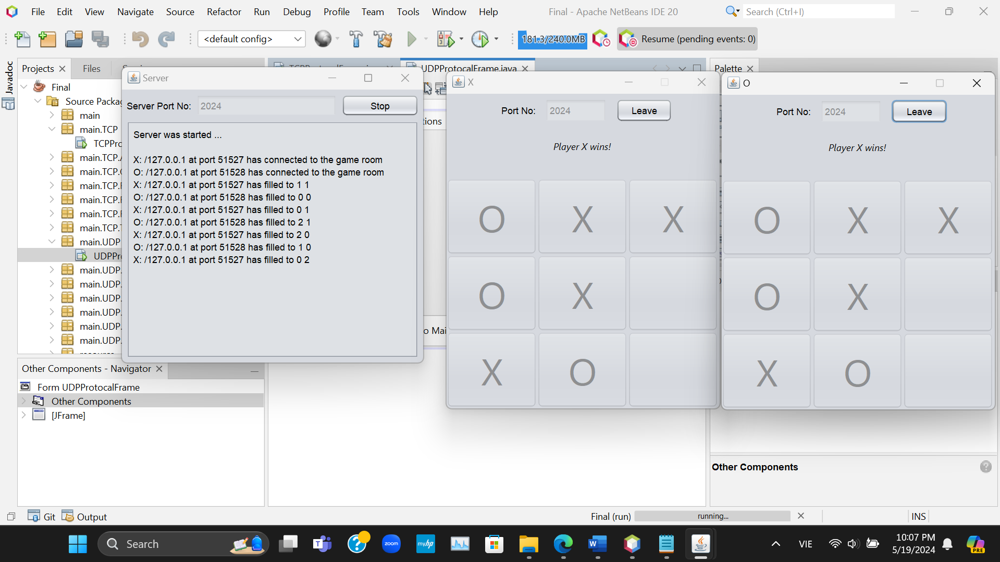 File Edit View Navigate Source Refactor Run Debug Profile Team Tools Window Help
Final - Apache NetBeans IDE 20
Search (Ctrl+I)
<default config>
181.3/240.0MB
Resume (pending events: 0)
Javadoc
Projects
Files
UDPProtocalFrame.java
Palette
Final
Source Packag
main
main.TCP
TCPPro
main.TCP.
main.TCP.
main.TCP.
main.TCP.
main.TCP.
main.TCP.
main.UDP
UDPPr
main.UDP.
main.UDP.
main.UDP.
main.UDP.
main.UDP.
main.UDP.
Server
Server Port No: 2024 Stop
Server was started ...
X: /127.0.0.1 at port 51527 has connected to the game room
O: /127.0.0.1 at port 51528 has connected to the game room
X: /127.0.0.1 at port 51527 has filled to 1 1
O: /127.0.0.1 at port 51528 has filled to 0 0
X: /127.0.0.1 at port 51527 has filled to 0 1
O: /127.0.0.1 at port 51528 has filled to 2 1
X: /127.0.0.1 at port 51527 has filled to 2 0
O: /127.0.0.1 at port 51528 has filled to 1 0
X: /127.0.0.1 at port 51527 has filled to 0 2
tions
o Mai
X
Port No: 2024 Leave
Player X wins!
O X X
O X
X O
O
Port No: 2024 Leave
Player X wins!
O X X
O X
X O
Other Components - Navigator
Form UDPProtocalFrame
Other Components
[JFrame]
Other Components
Git
Output
Final (run)
running...
INS
Search
zoom
myhp
VIE
10:07 PM
5/19/2024
PRE